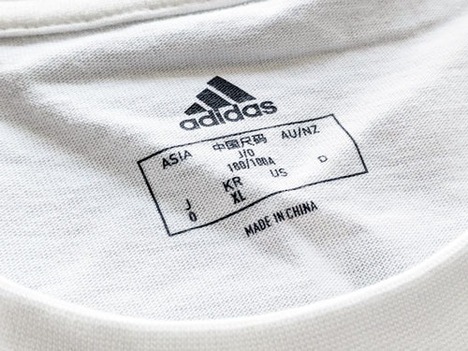 adidas
ASIA 中国尺码 AU/NZ
J/O
180/100A
J KR US D
O XL
MADE IN CHINA